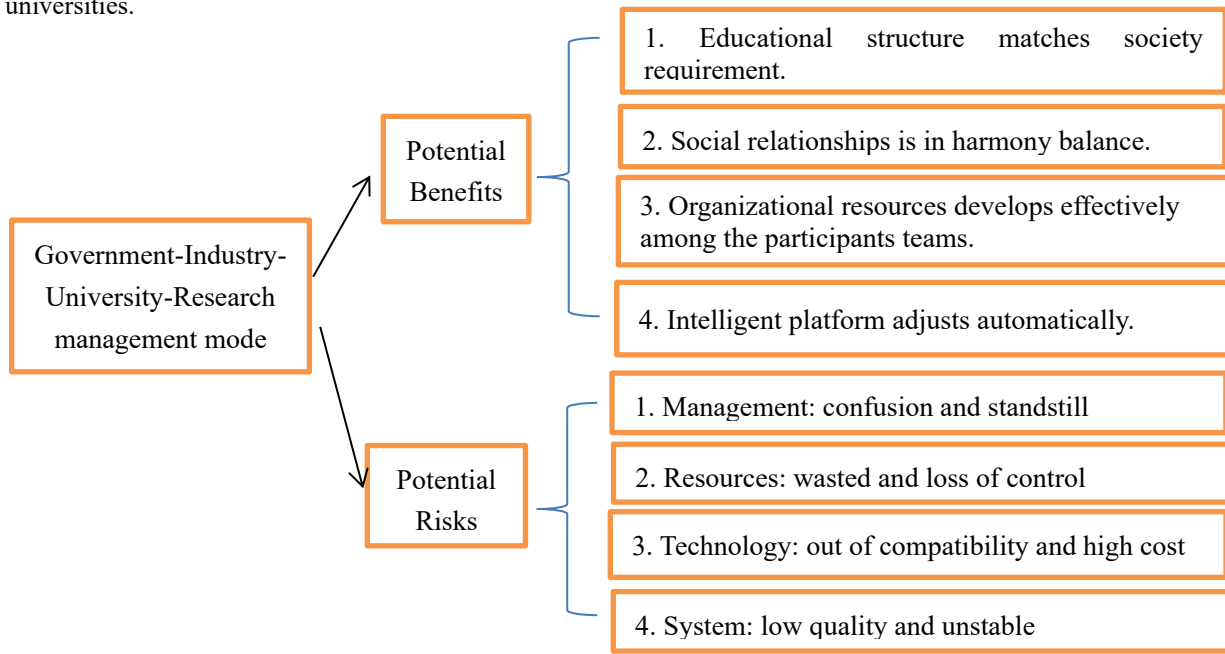 universities.
1. Educational structure matches society
requirement.
2. Social relationships is in harmony balance.
Potential
Benefits
3. Organizational resources develops effectively
among the participants teams.
4. Intelligent platform adjusts automatically.
Government-Industry-
University-Research
management mode
1. Management: confusion and standstill
2. Resources: wasted and loss of control
Potential
Risks
3. Technology: out of compatibility and high cost
4. System: low quality and unstable